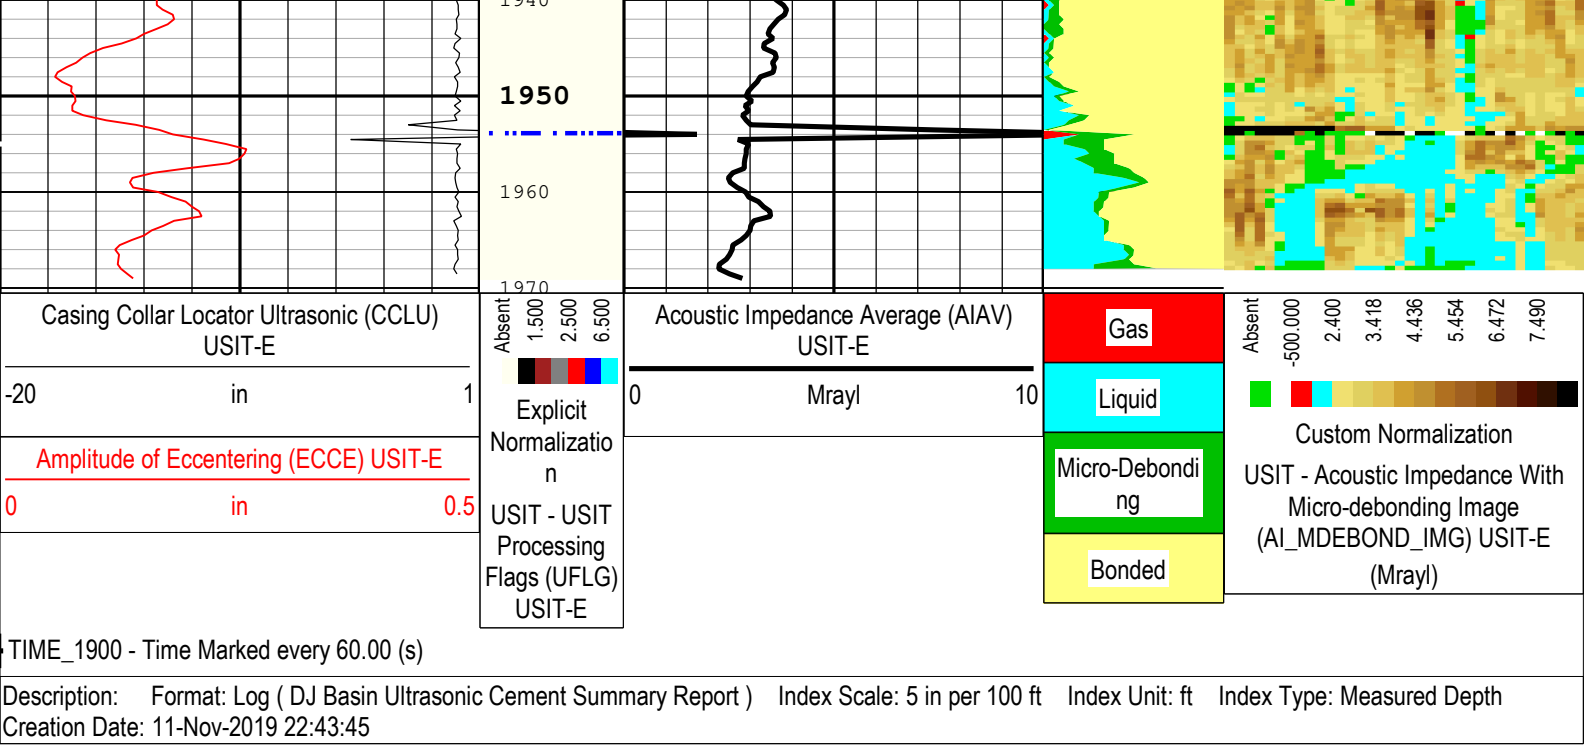 1940
1950
1960
1970
Casing Collar Locator Ultrasonic (CCLU)
USIT-E
-20 in 1
Amplitude of Eccentering (ECCE) USIT-E
0 in 0.5
Absent
1.500
2.500
6.500
Explicit
Normalizatio
n
USIT - USIT
Processing
Flags (UFLG)
USIT-E
Acoustic Impedance Average (AIAV)
USIT-E
0 Mrayl 10
Gas
Liquid
Micro-Debondi
ng
Bonded
Absent
-500.000
2.400
3.418
4.436
5.454
6.472
7.490
Custom Normalization
USIT - Acoustic Impedance With
Micro-debonding Image
(AI_MDEBOND_IMG) USIT-E
(Mrayl)
TIME_1900 - Time Marked every 60.00 (s)
Description: Format: Log ( DJ Basin Ultrasonic Cement Summary Report ) Index Scale: 5 in per 100 ft Index Unit: ft Index Type: Measured Depth
Creation Date: 11-Nov-2019 22:43:45